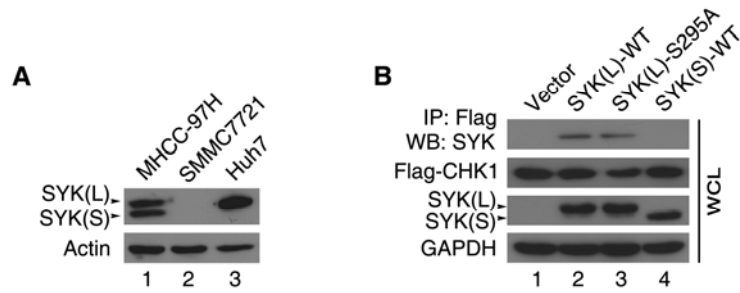 A
MHCC-97H
SMMC7721
Huh7
SYK(L)
SYK(S)
Actin
1 2 3
B
Vector
SYK(L)-WT
SYK(L)-S295A
SYK(S)-WT
IP: Flag
WB: SYK
Flag-CHK1
SYK(L)
SYK(S)
GAPDH
WCL
1 2 3 4